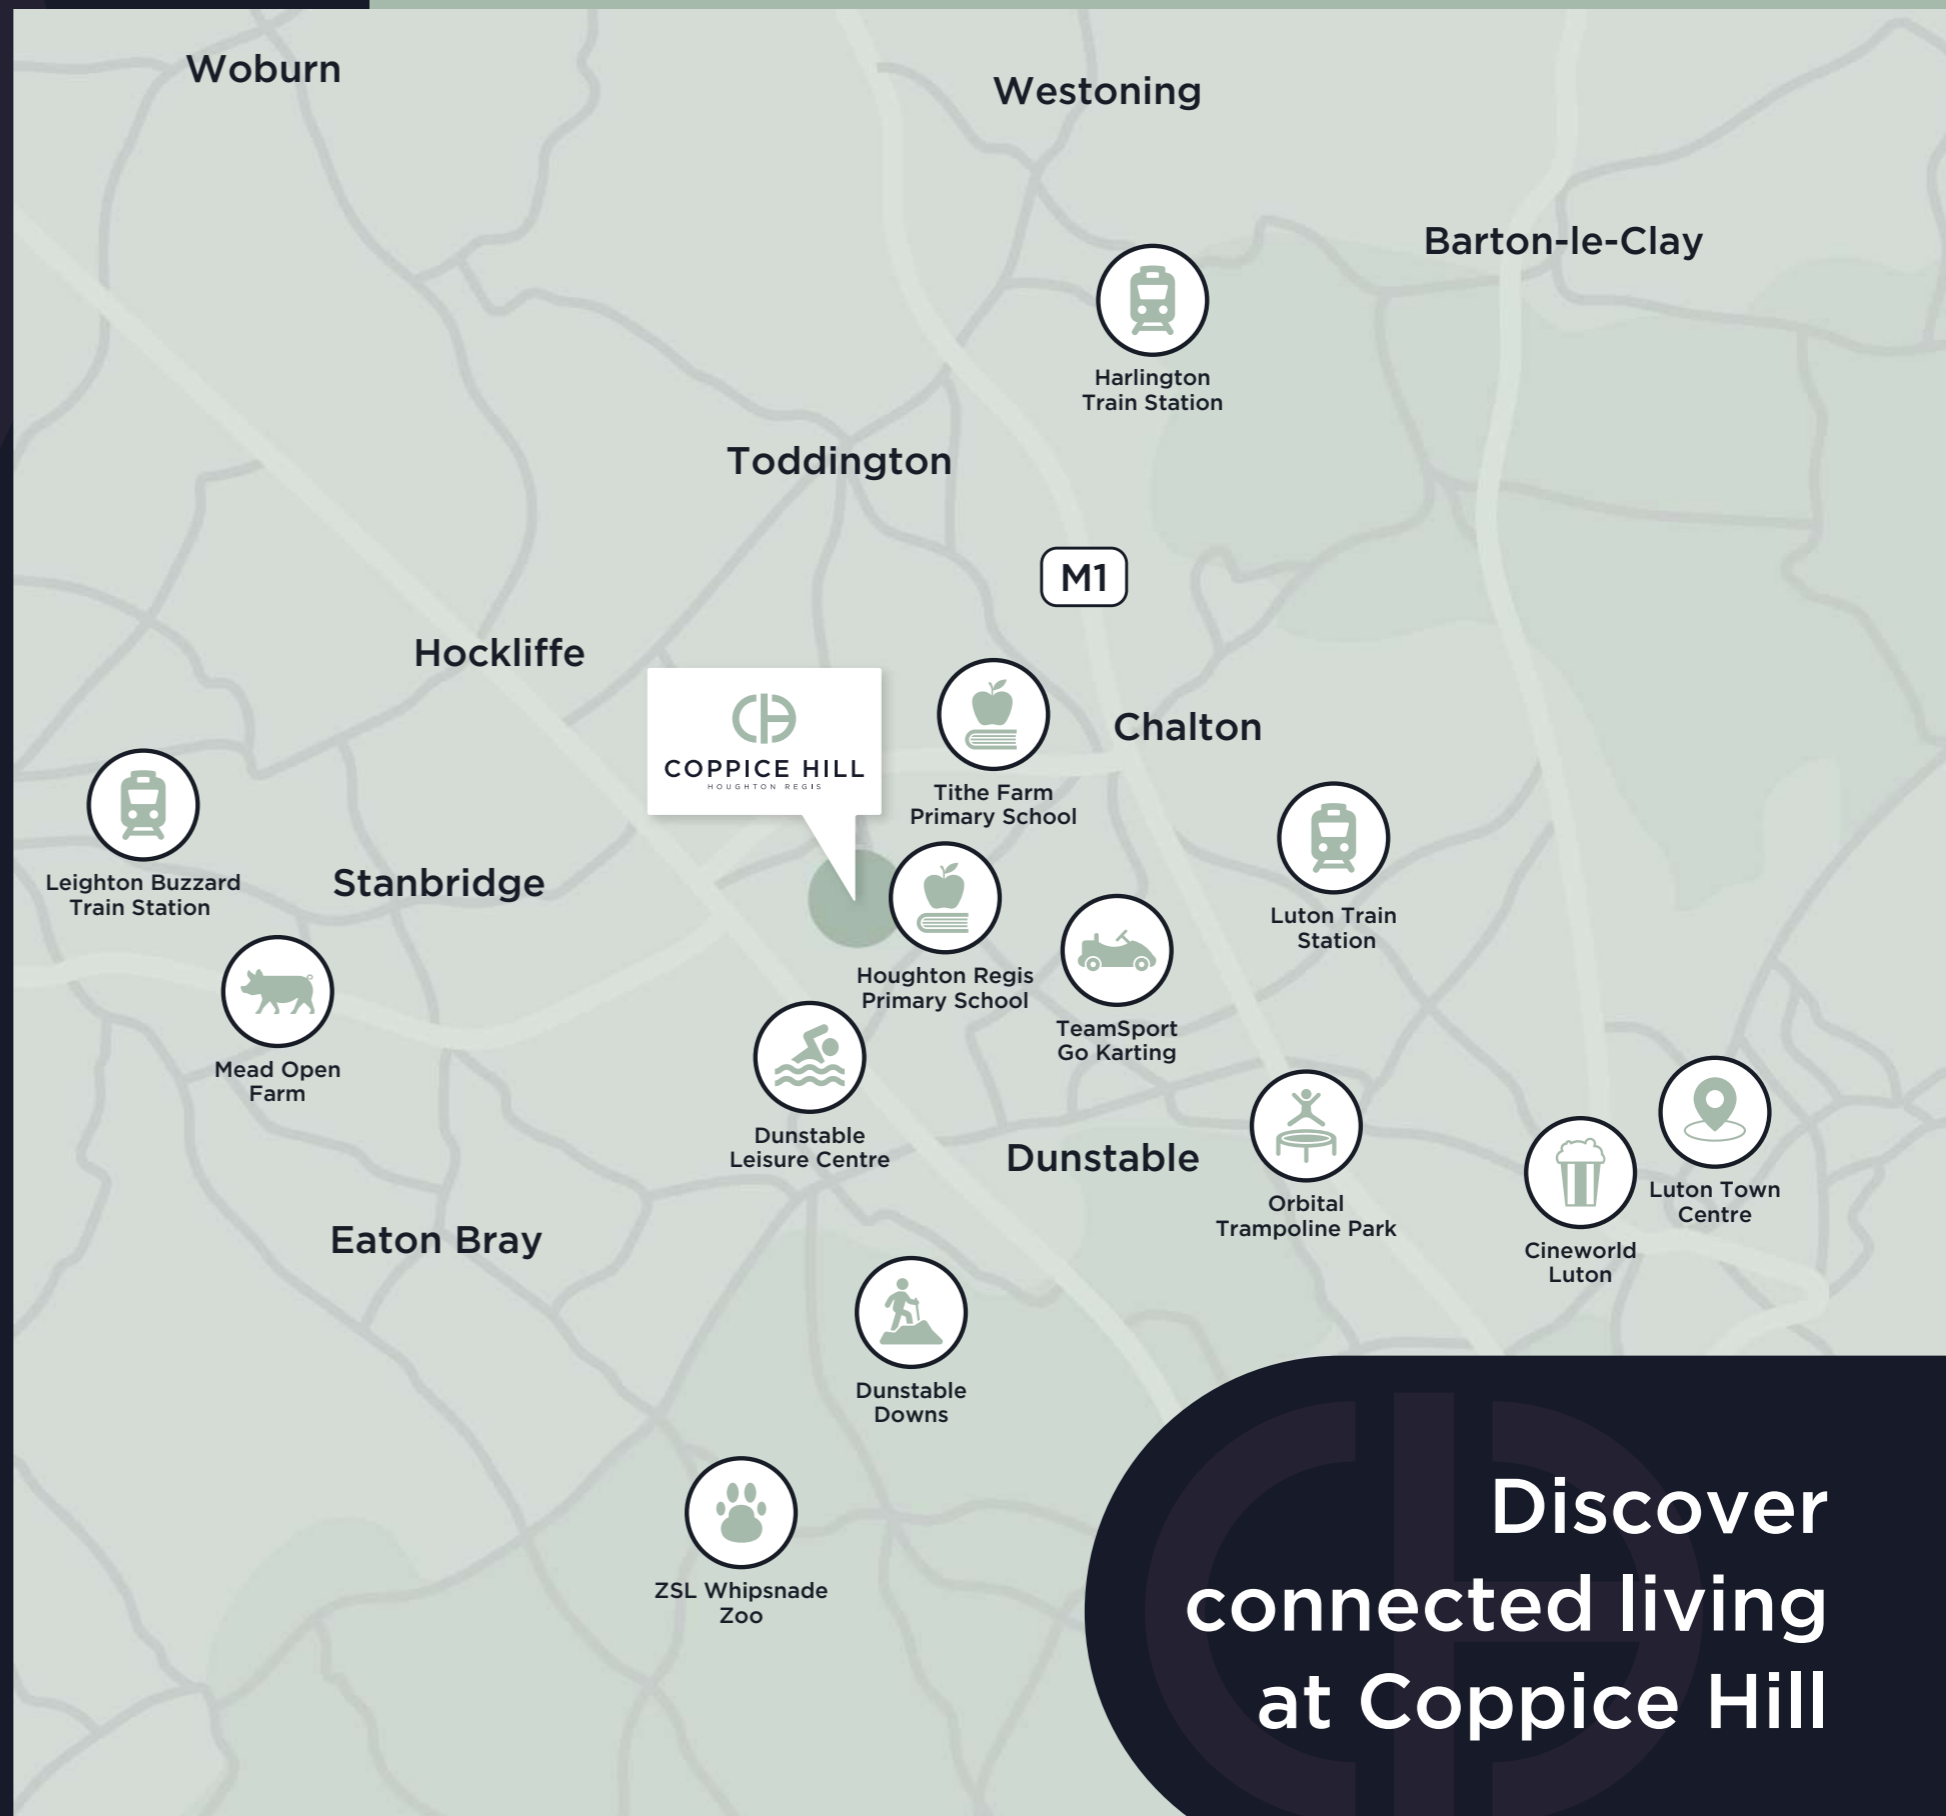 Woburn
Westoning
Barton-le-Clay
Harlington
Train Station
Toddington
M1
Hockliffe
COPPICE HILL
HOUGHTON REGIS
Tithe Farm
Primary School
Chalton
Leighton Buzzard
Train Station
Stanbridge
Houghton Regis
Primary School
Luton Train
Station
Mead Open
Farm
TeamSport
Go Karting
Dunstable
Leisure Centre
Dunstable
Orbital
Trampoline Park
Luton Town
Centre
Cineworld
Luton
Eaton Bray
Dunstable
Downs
ZSL Whipsnade
Zoo
Discover
connected living
at Coppice Hill